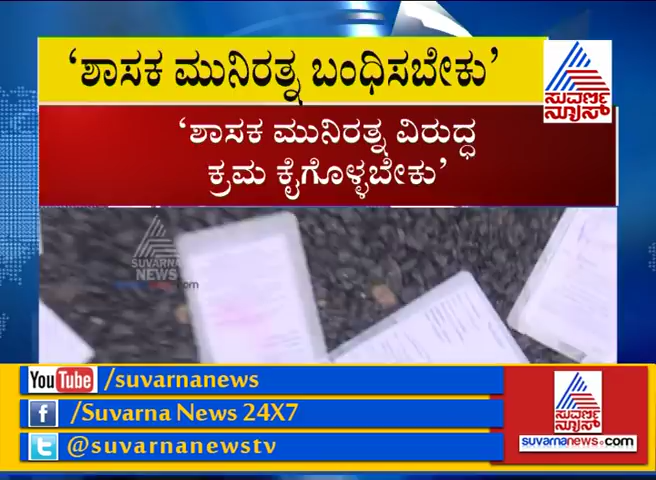 ‘ಶಾಸಕ ಮುನಿರತ್ನ ಬಂಧಿಸಬೇಕು’
ಸುವರ್ಣ
ನ್ಯೂಸ್
‘ಶಾಸಕ ಮುನಿರತ್ನ ವಿರುದ್ಧ
ಕ್ರಮ ಕೈಗೊಳ್ಳಬೇಕು’
SUVARNA
NEWS
YouTube /suvarnanews
f /Suvarna News 24X7
@suvarnanewstv
ಸುವರ್ಣ
ನ್ಯೂಸ್
suvarnanews.com